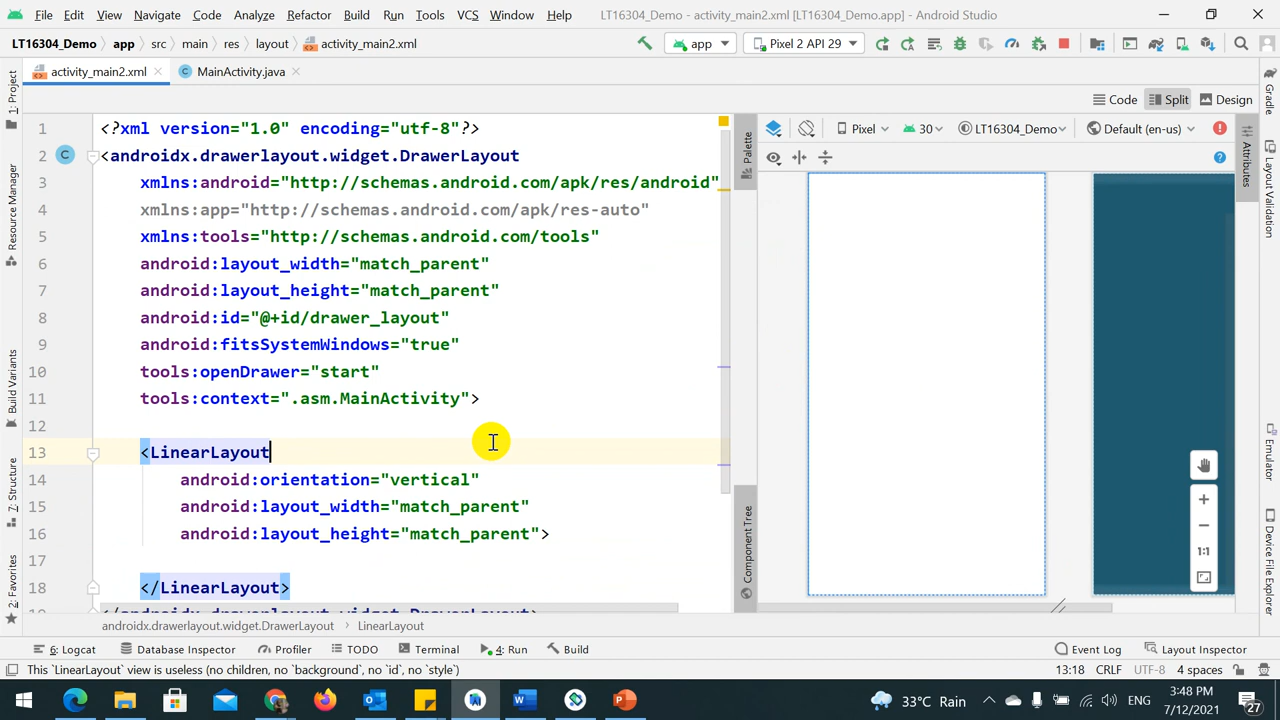 File Edit View Navigate Code Analyze Refactor Build Run Tools VCS Window Help LT16304_Demo - activity_main2.xml [LT16304_Demo.app] - Android Studio
LT16304_Demo app src main res layout activity_main2.xml app Pixel 2 API 29
activity_main2.xml MainActivity.java
Code Split Design
1 <?xml version="1.0" encoding="utf-8"?>
2 <androidx.drawerlayout.widget.DrawerLayout
3 xmlns:android="http://schemas.android.com/apk/res/android"
4 xmlns:app="http://schemas.android.com/apk/res-auto"
5 xmlns:tools="http://schemas.android.com/tools"
6 android:layout_width="match_parent"
7 android:layout_height="match_parent"
8 android:id="@+id/drawer_layout"
9 android:fitsSystemWindows="true"
10 tools:openDrawer="start"
11 tools:context=".asm.MainActivity">
12
13 <LinearLayout
14 android:orientation="vertical"
15 android:layout_width="match_parent"
16 android:layout_height="match_parent">
17
18 </LinearLayout>
</androidx.drawerlayout.widget.DrawerLayout>
androidx.drawerlayout.widget.DrawerLayout LinearLayout
1: Project
Resource Manager
Build Variants
7: Structure
2: Favorites
Palette
Component Tree
Pixel 30 LT16304_Demo Default (en-us)
1:1
Attributes
Gradle
Layout Validation
Emulator
Device File Explorer
6: Logcat Database Inspector Profiler TODO Terminal 4: Run Build Event Log Layout Inspector
This `LinearLayout` view is useless (no children, no `background`, no `id`, no `style`) 13:18 CRLF UTF-8 4 spaces
33°C Rain ENG 3:48 PM
7/12/2021 27